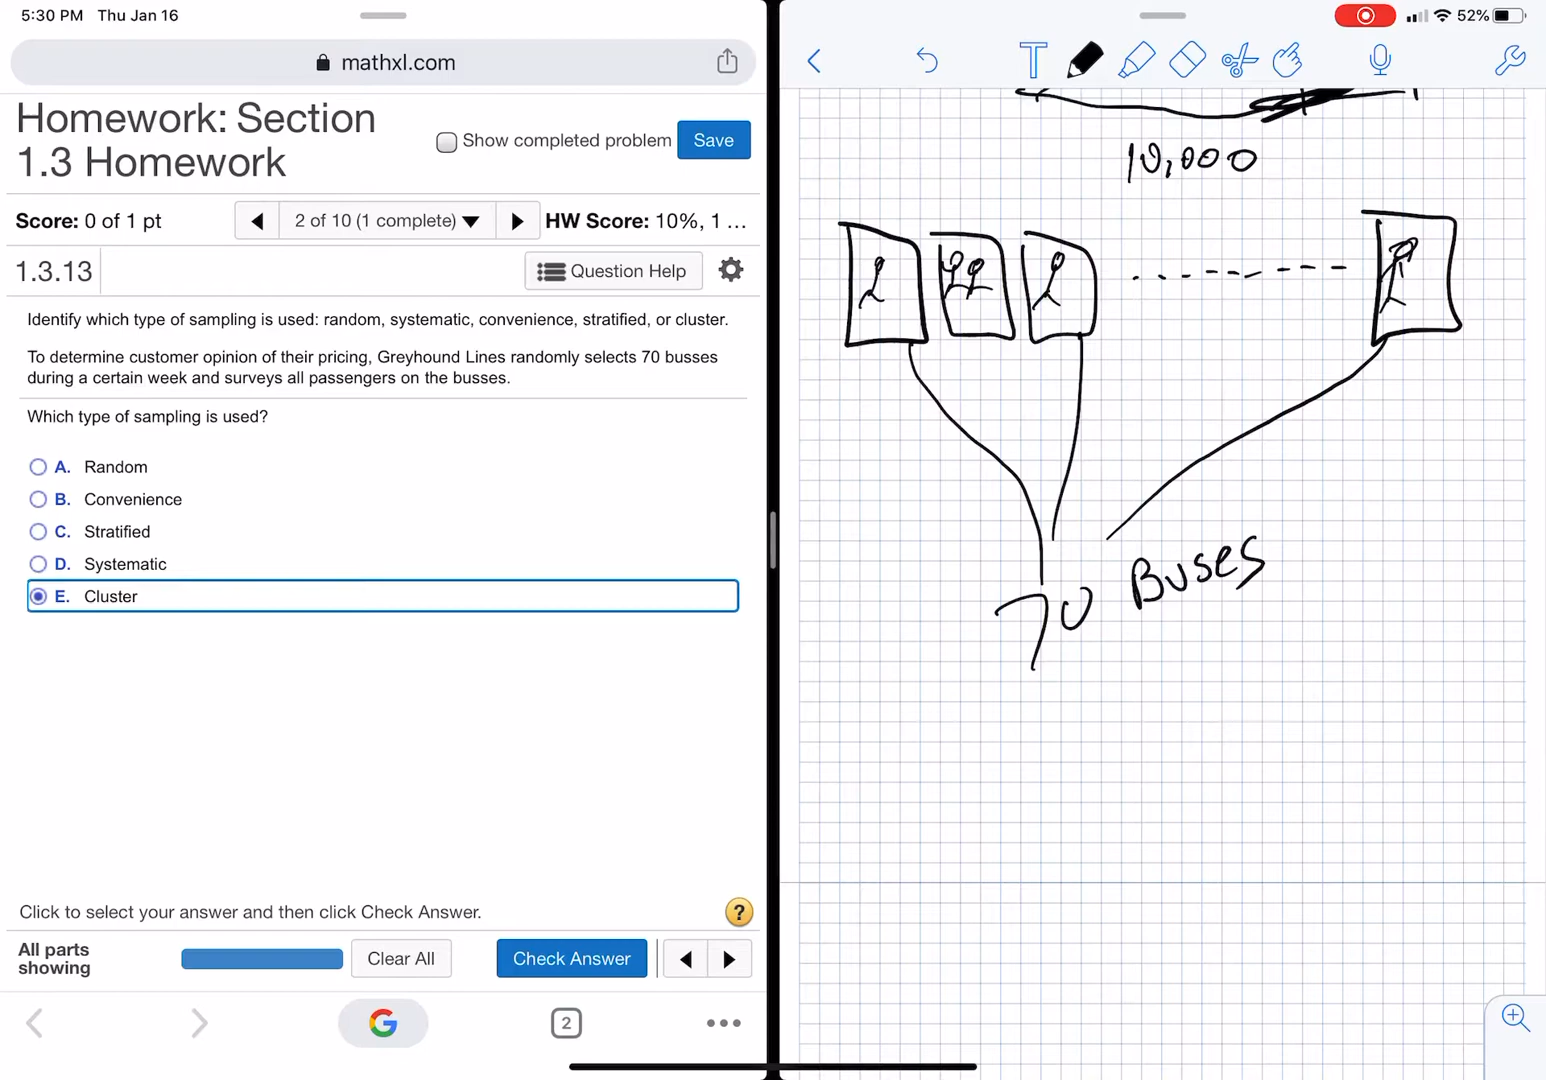 5:30 PM Thu Jan 16
52%
mathxl.com
Homework: Section
1.3 Homework
Show completed problem
Save
Score: 0 of 1 pt
2 of 10 (1 complete)
HW Score: 10%, 1 ...
1.3.13
Question Help
Identify which type of sampling is used: random, systematic, convenience, stratified, or cluster.
To determine customer opinion of their pricing, Greyhound Lines randomly selects 70 busses
during a certain week and surveys all passengers on the busses.
Which type of sampling is used?
A. Random
B. Convenience
C. Stratified
D. Systematic
E. Cluster
Click to select your answer and then click Check Answer.
?
All parts
showing
Clear All
Check Answer
G
2
T
10,000
70 Buses